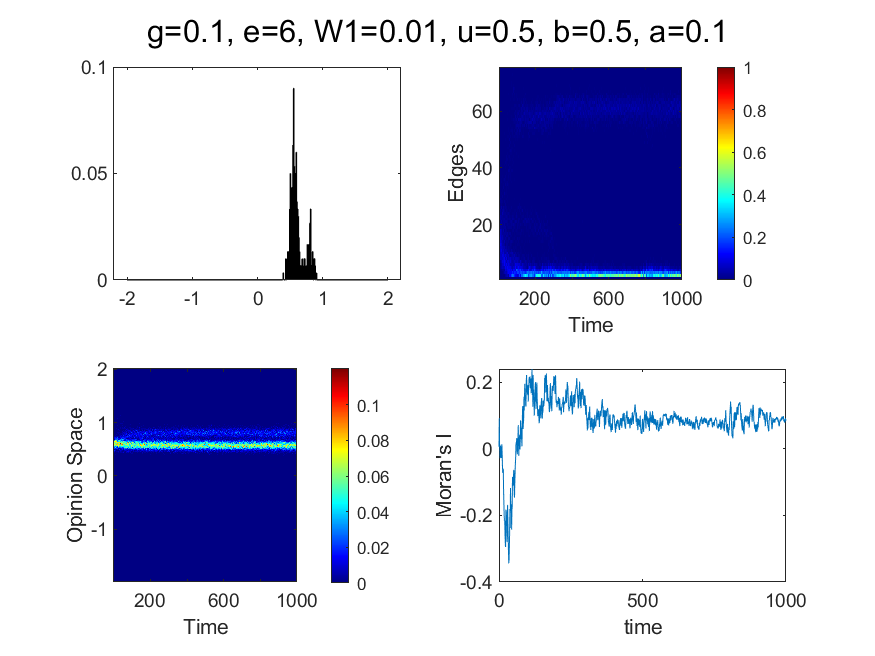 g=0.1, e=6, W1=0.01, u=0.5, b=0.5, a=0.1
0.1
0.05
0
-2 -1 0 1 2
Edges
60
40
20
200 600 1000
Time
1
0.8
0.6
0.4
0.2
0
Opinion Space
2
1
0
-1
200 600 1000
Time
0.1
0.08
0.06
0.04
0.02
0
Moran's I
0.2
0
-0.2
-0.4
0 500 1000
time